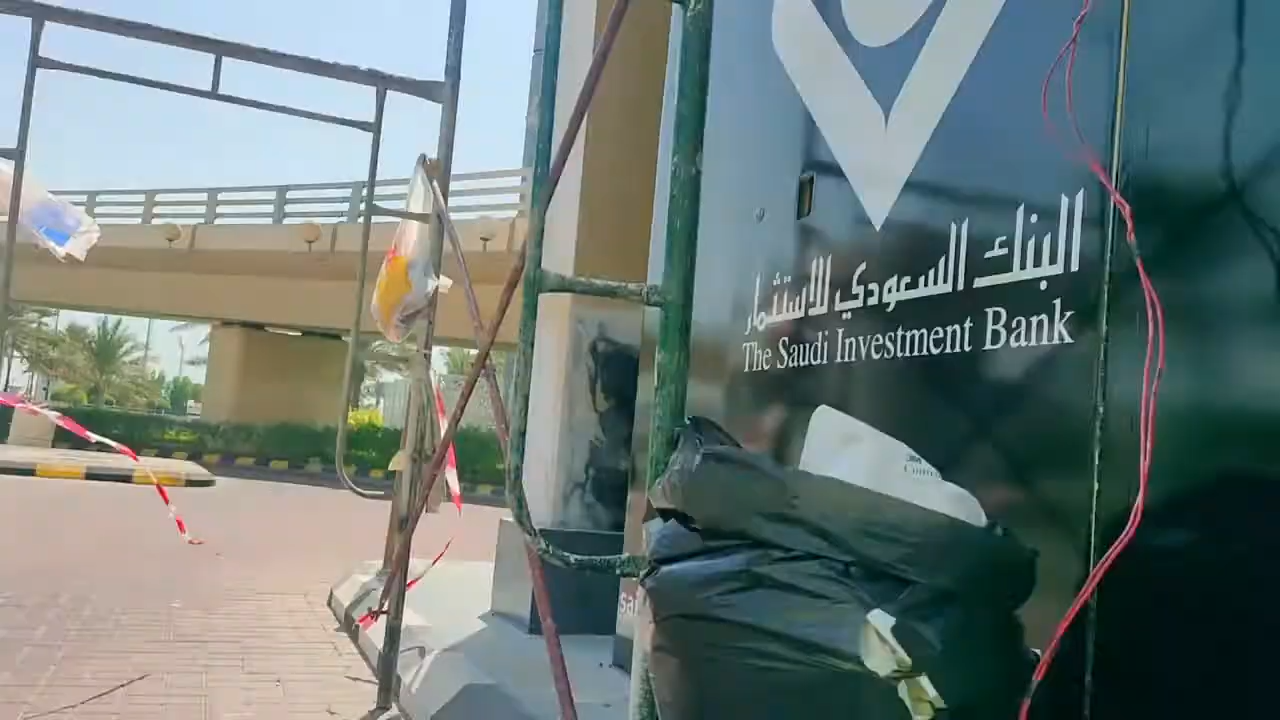 البنك السعودي للاستثمار
The Saudi Investment Bank